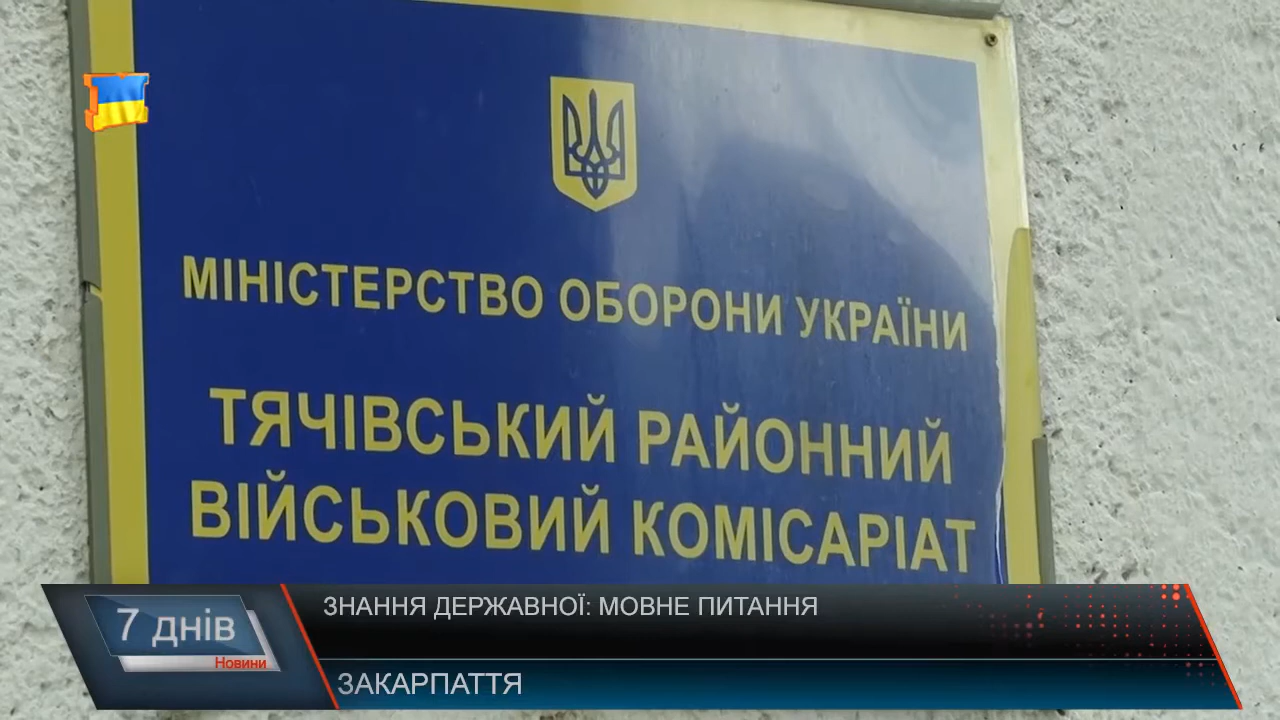 МІНІСТЕРСТВО ОБОРОНИ УКРАЇНИ
ТЯЧІВСЬКИЙ РАЙОННИЙ
ВІЙСЬКОВИЙ КОМІСАРІАТ
7 днів
Новини
ЗНАННЯ ДЕРЖАВНОЇ: МОВНЕ ПИТАННЯ
ЗАКАРПАТТЯ